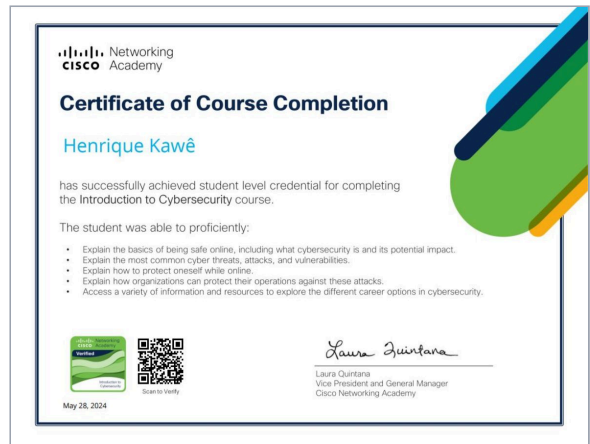 Networking
CISCO Academy
Certificate of Course Completion
Henrique Kawê
has successfully achieved student level credential for completing
the Introduction to Cybersecurity course.
The student was able to proficiently:
• Explain the basics of being safe online, including what cybersecurity is and its potential impact.
• Explain the most common cyber threats, attacks, and vulnerabilities.
• Explain how to protect oneself while online.
• Explain how organizations can protect their operations against these attacks.
• Access a variety of information and resources to explore the different career options in cybersecurity.
CISCO Academy
Verified
Introduction to
Cybersecurity
Scan to Verify
Laura Quintana
Laura Quintana
Vice President and General Manager
Cisco Networking Academy
May 28, 2024